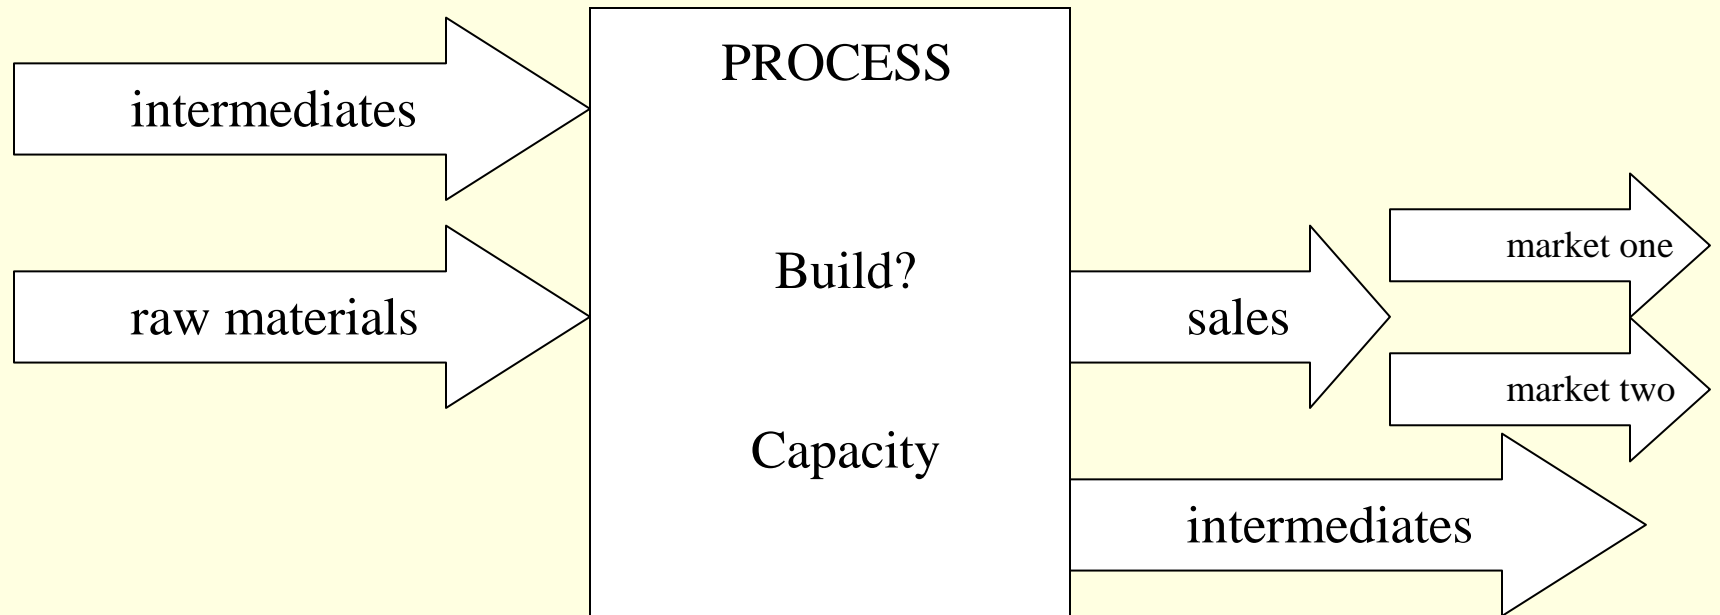 PROCESS
intermediates
Build?
raw materials
Capacity
sales
market one
market two
intermediates